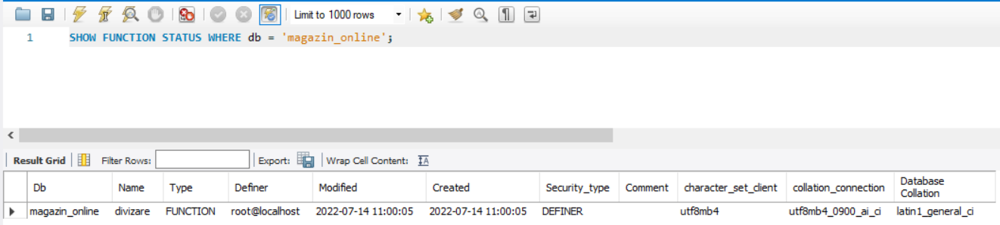 Limit to 1000 rows
1 SHOW FUNCTION STATUS WHERE db = 'magazin_online';
Result Grid Filter Rows: Export: Wrap Cell Content: IA
Db Name Type Definer Modified Created Security_type Comment character_set_client collation_connection Database Collation
magazin_online divizare FUNCTION root@localhost 2022-07-14 11:00:05 2022-07-14 11:00:05 DEFINER utf8mb4 utf8mb4_0900_ai_ci latin1_general_ci